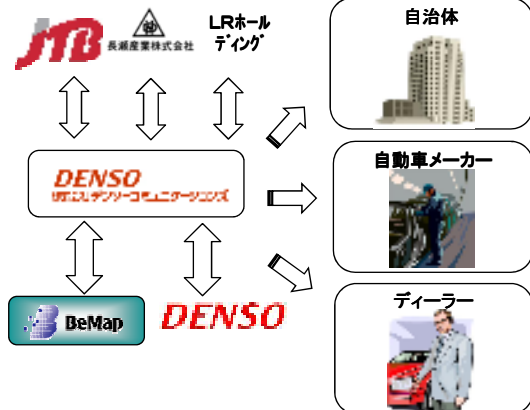 JTB
長瀬産業株式会社
LRホール
ディング
自治体
DENSO
株式会社デンソーコミュニケーションズ
自動車メーカー
BeMap
DENSO
ディーラー